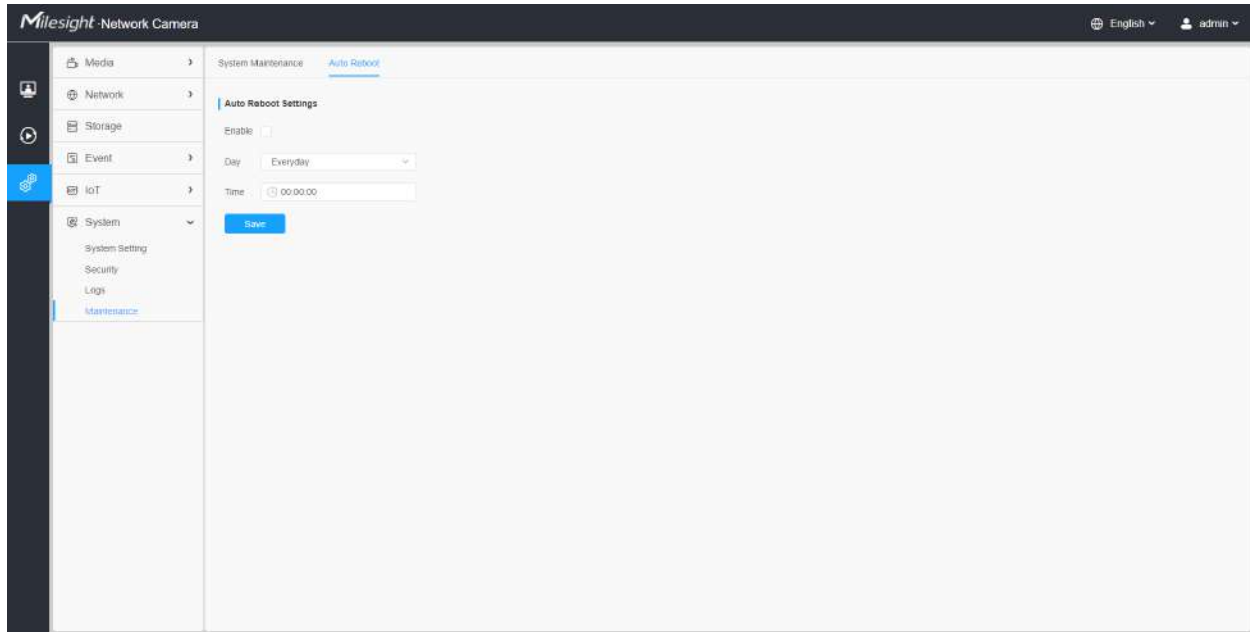 Milesight ·Network Camera
English
admin
Media
Network
Storage
Event
IoT
System
System Setting
Security
Logs
Maintenance
System Maintenance Auto Reboot
Auto Reboot Settings
Enable
Day Everyday
Time 00:00:00
Save